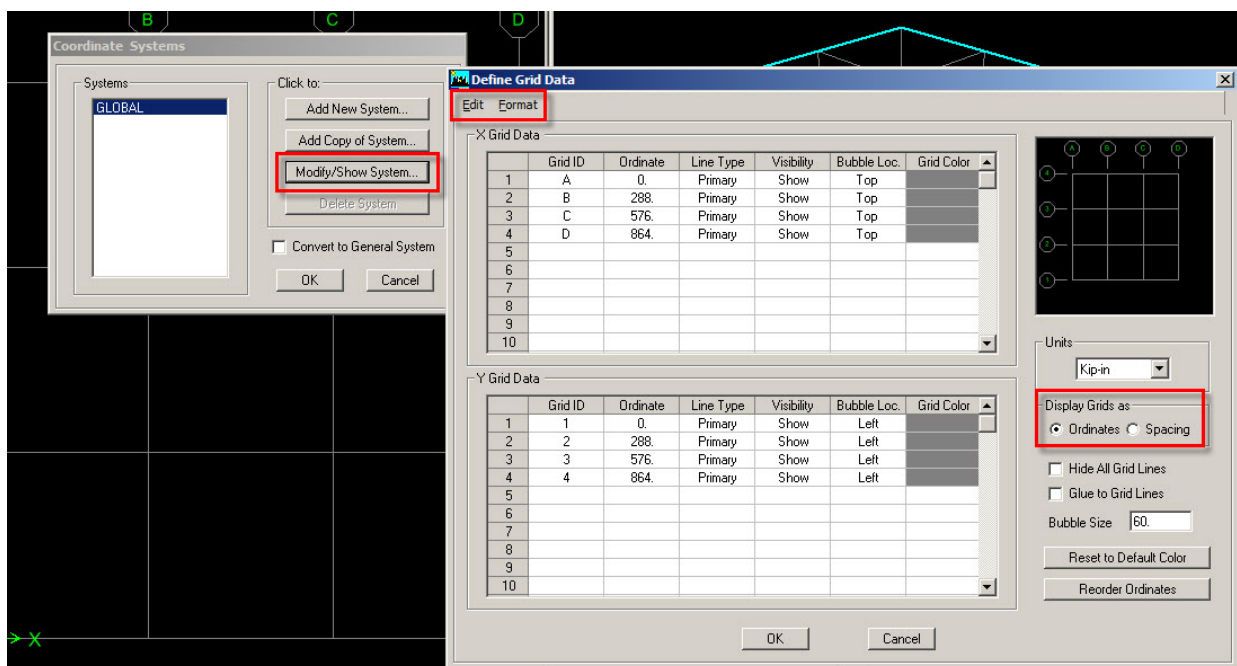 B C D
Coordinate Systems
Systems
GLOBAL
Click to:
Add New System...
Add Copy of System...
Modify/Show System...
Delete System
Convert to General System
OK Cancel
X
Define Grid Data
Edit Format
X Grid Data
Grid ID Ordinate Line Type Visibility Bubble Loc. Grid Color
1 A 0. Primary Show Top
2 B 288. Primary Show Top
3 C 576. Primary Show Top
4 D 864. Primary Show Top
5
6
7
8
9
10
Y Grid Data
Grid ID Ordinate Line Type Visibility Bubble Loc. Grid Color
1 1 0. Primary Show Left
2 2 288. Primary Show Left
3 3 576. Primary Show Left
4 4 864. Primary Show Left
5
6
7
8
9
10
OK Cancel
A B C D
4
3
2
1
Units
Kip-in
Display Grids as
Ordinates Spacing
Hide All Grid Lines
Glue to Grid Lines
Bubble Size 60.
Reset to Default Color
Reorder Ordinates